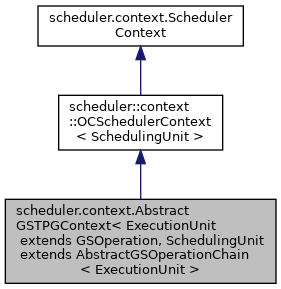 scheduler.context.Scheduler
Context
scheduler::context
::OCSchedulerContext
< SchedulingUnit >
scheduler.context.Abstract
GSTPGContext< ExecutionUnit
extends GSOperation, SchedulingUnit
extends AbstractGSOperationChain
< ExecutionUnit >